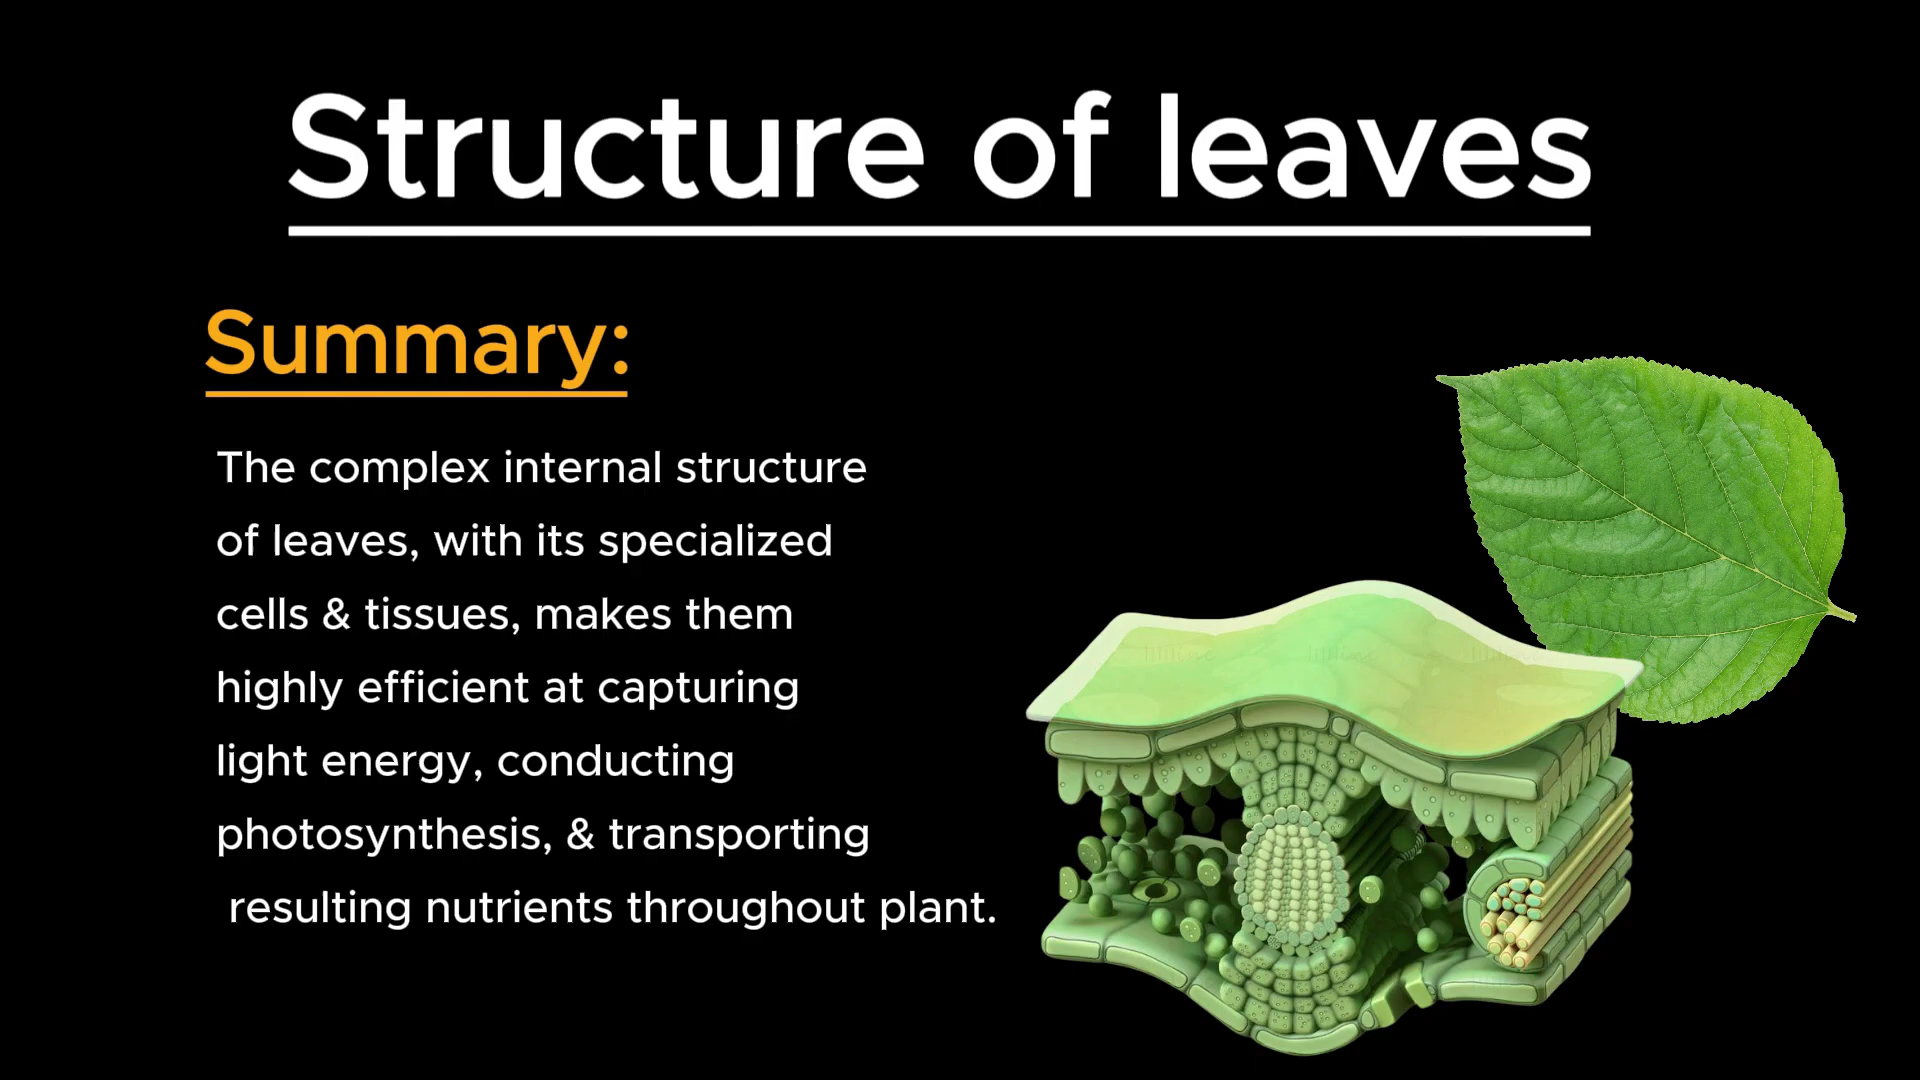 Structure of leaves
Summary:
The complex internal structure
of leaves, with its specialized
cells & tissues, makes them
highly efficient at capturing
light energy, conducting
photosynthesis, & transporting
resulting nutrients throughout plant.